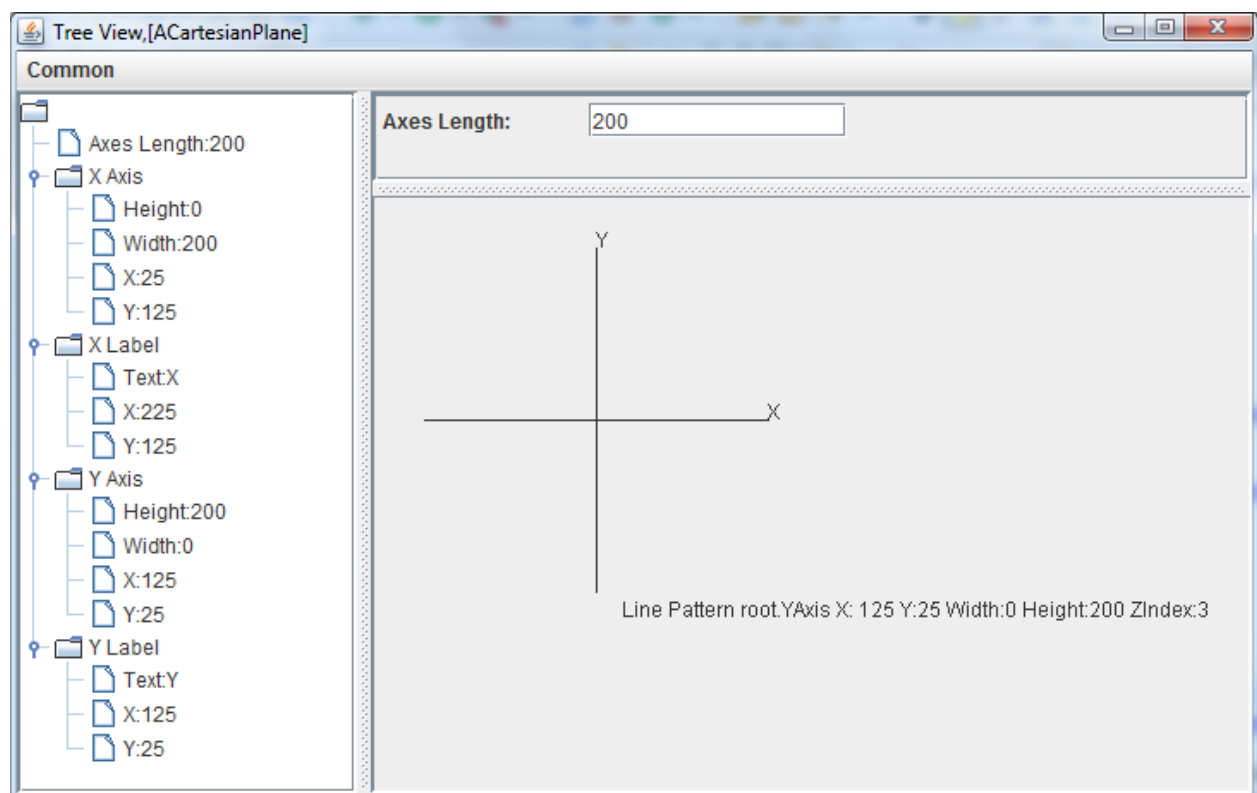 Tree View,[ACartesianPlane]
Common
Axes Length:200
X Axis
Height:0
Width:200
X:25
Y:125
X Label
Text:X
X:225
Y:125
Y Axis
Height:200
Width:0
X:125
Y:25
Y Label
Text:Y
X:125
Y:25
Axes Length: 200
Y
X
Line Pattern root.YAxis X: 125 Y:25 Width:0 Height:200 ZIndex:3